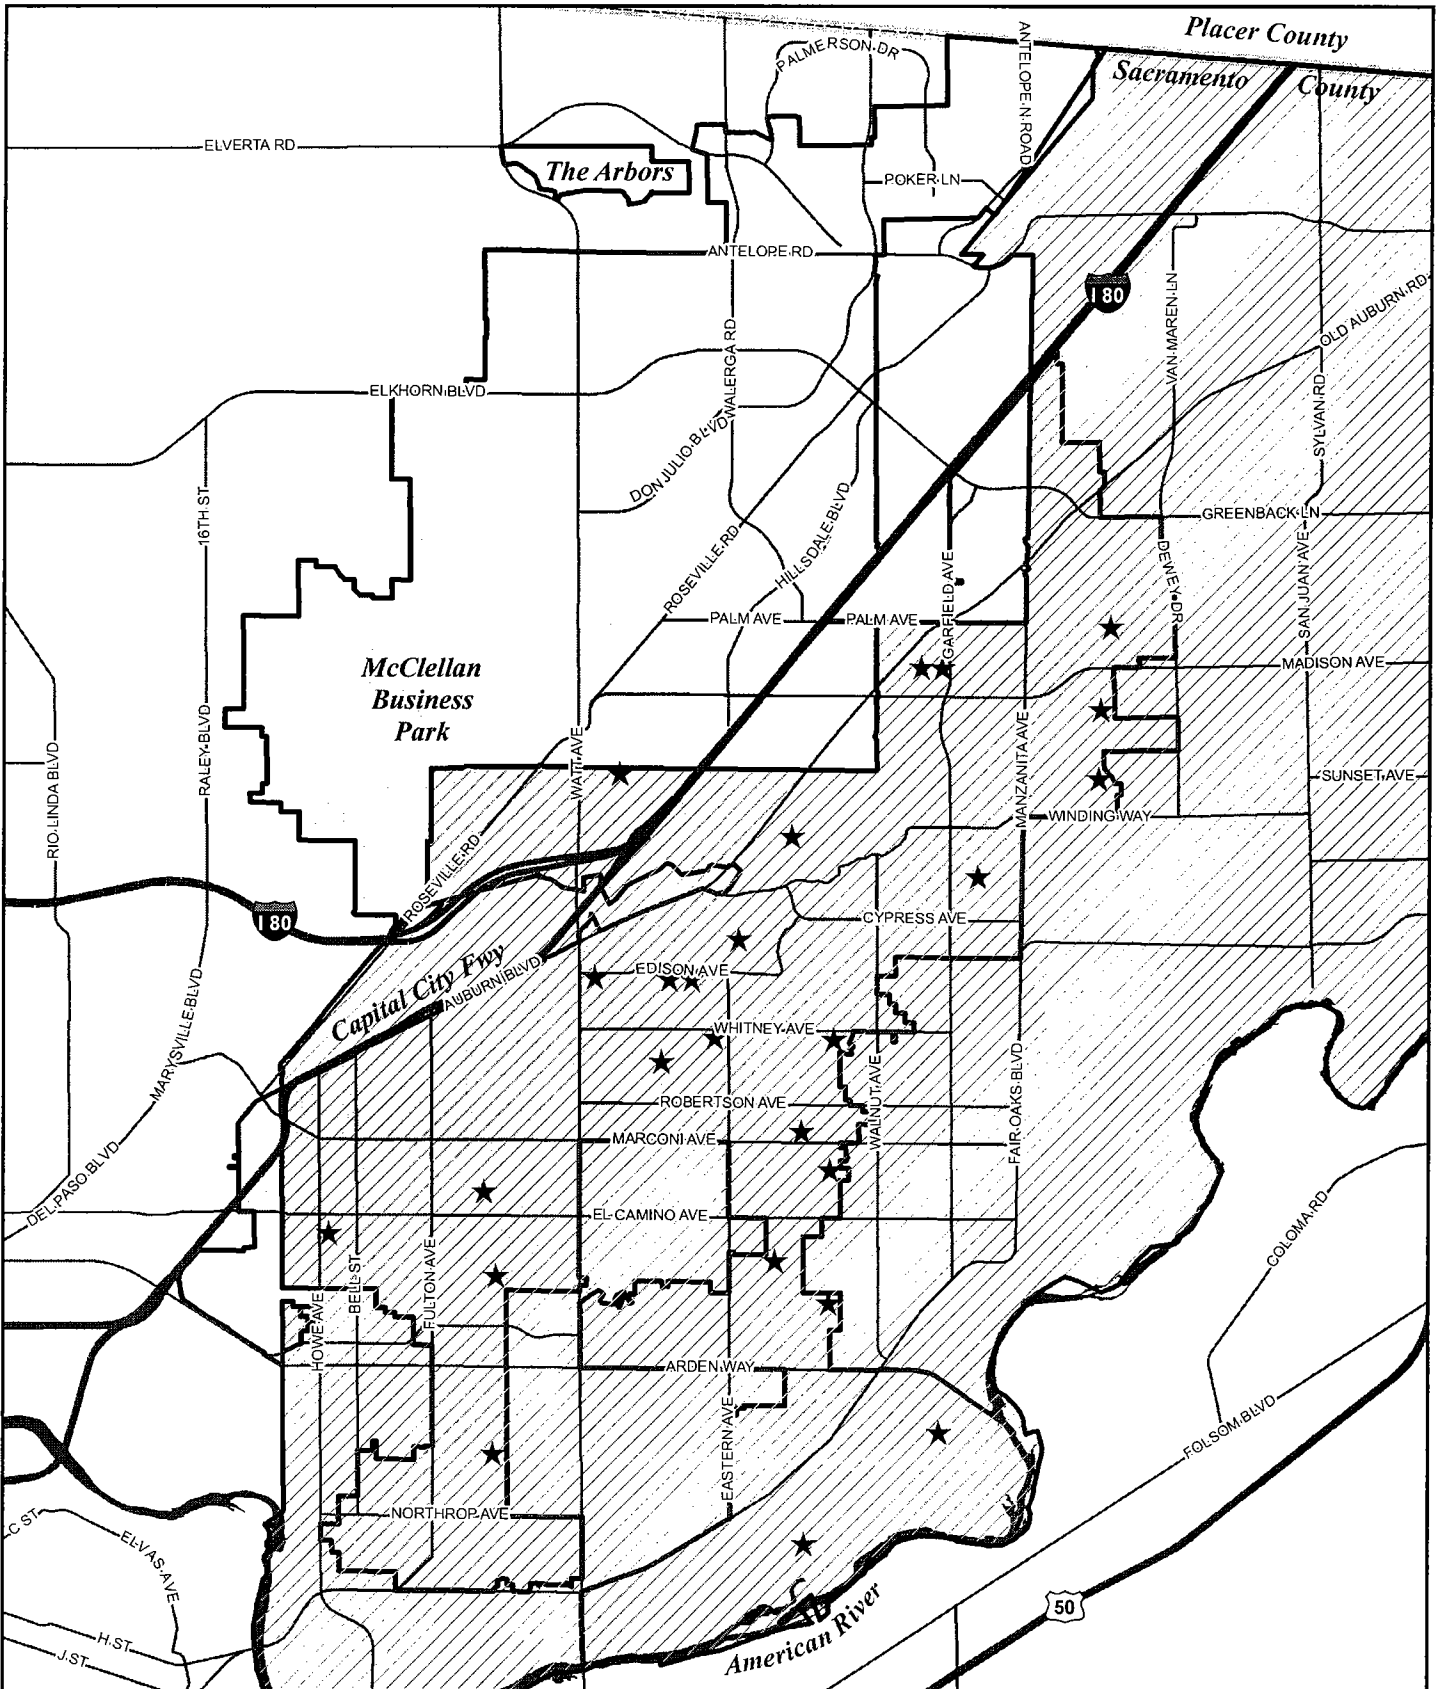 Placer County
Sacramento County
PALMERSON DR
ANTELOPE N ROAD
ELVERTA RD
The Arbors
POKER LN
ANTELOPE RD
I 80
VAN MAREN LN
OLD AUBURN RD
WALERGA RD
ELKHORN BLVD
SYLVAN RD
DON JULIO BLVD
16TH ST
HILLSDALE BLVD
GREENBACK LN
ROSEVILLE RD
GARFIELD AVE
DEWEY DR
SAN JUAN AVE
PALM AVE
PALM AVE
McClellan
Business
Park
MADISON AVE
RIO LINDA BLVD
RALEY BLVD
WATT AVE
MANZANITA AVE
SUNSET AVE
WINDING WAY
ROSEVILLE RD
I 80
CYPRESS AVE
Capital City Fwy
AUBURN BLVD
EDISON AVE
MARYSVILLE BLVD
WHITNEY AVE
WALNUT AVE
FAIR OAKS BLVD
ROBERTSON AVE
MARCONI AVE
DEL PASO BLVD
EL CAMINO AVE
COLOMA RD
HOWE AVE
BELL ST
FULTON AVE
ARDEN WAY
EASTERN AVE
FOLSOM BLVD
NORTHROP AVE
C ST
ELVAS AVE
H ST
J ST
American River
50